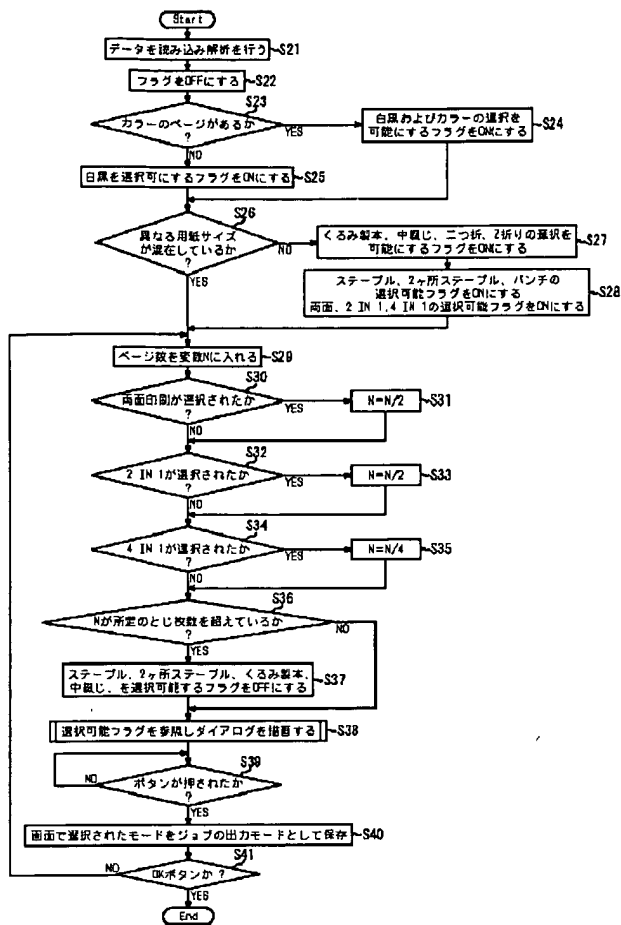 Start
データを読み込み解析を行う
S21
フラグをOFFにする
S22
S23
カラーのページがあるか
?
YES
NO
白黒およびカラーの選択を
可能にするフラグをONにする
S24
白黒を選択可にするフラグをONにする
S25
S26
異なる用紙サイズ
が混在しているか
?
NO
YES
くるみ製本、中綴じ、二つ折、Z折りの選択を
可能にするフラグをONにする
S27
ステープル、2ヶ所ステープル、パンチの
選択可能フラグをONにする
両面、2 IN 1,4 IN 1の選択可能フラグをONにする
S28
ページ数を変数Nに入れる
S29
S30
両面印刷が選択されたか
?
YES
NO
N=N/2
S31
S32
2 IN 1が選択されたか
?
YES
NO
N=N/2
S33
S34
4 IN 1が選択されたか
?
YES
NO
N=N/4
S35
S36
Nが所定のとじ枚数を超えているか
?
NO
YES
ステープル、2ヶ所ステープル、くるみ製本、
中綴じ、を選択可能するフラグをOFFにする
S37
選択可能フラグを参照しダイアログを描画する
S38
S39
ボタンが押されたか
?
NO
YES
画面で選択されたモードをジョブの出力モードとして保存
S40
S41
OKボタンか ?
NO
YES
End